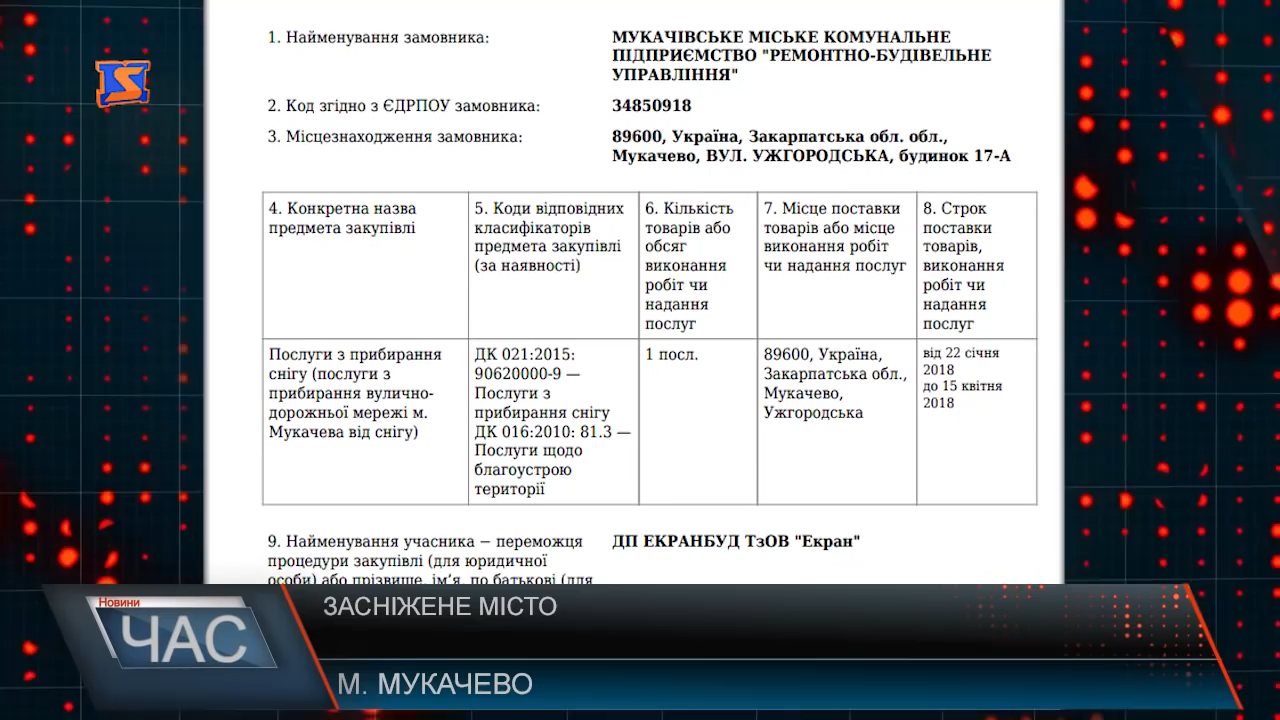 1. Найменування замовника:
МУКАЧІВСЬКЕ МІСЬКЕ КОМУНАЛЬНЕ
ПІДПРИЄМСТВО "РЕМОНТНО-БУДІВЕЛЬНЕ
УПРАВЛІННЯ"
2. Код згідно з ЄДРПОУ замовника:
34850918
3. Місцезнаходження замовника:
89600, Україна, Закарпатська обл. обл.,
Мукачево, ВУЛ. УЖГОРОДСЬКА, будинок 17-А
4. Конкретна назва
предмета закупівлі
5. Коди відповідних
класифікаторів
предмета закупівлі
(за наявності)
6. Кількість
товарів або
обсяг
виконання
робіт чи
надання
послуг
7. Місце поставки
товарів або місце
виконання робіт
чи надання послуг
8. Строк
поставки
товарів,
виконання
робіт чи
надання
послуг
Послуги з прибирання
снігу (послуги з
прибирання вулично-
дорожньої мережі м.
Мукачева від снігу)
ДК 021:2015:
90620000-9 —
Послуги з
прибирання снігу
ДК 016:2010: 81.3 —
Послуги щодо
благоустрою
території
1 посл.
89600, Україна,
Закарпатська обл.,
Мукачево,
Ужгородська
від 22 січня
2018
до 15 квітня
2018
9. Найменування учасника − переможця
процедури закупівлі (для юридичної
особи) або прізвище, ім’я, по батькові (для
ДП ЕКРАНБУД ТзОВ "Екран"
Новини
ЧАС
ЗАСНІЖЕНЕ МІСТО
М. МУКАЧЕВО